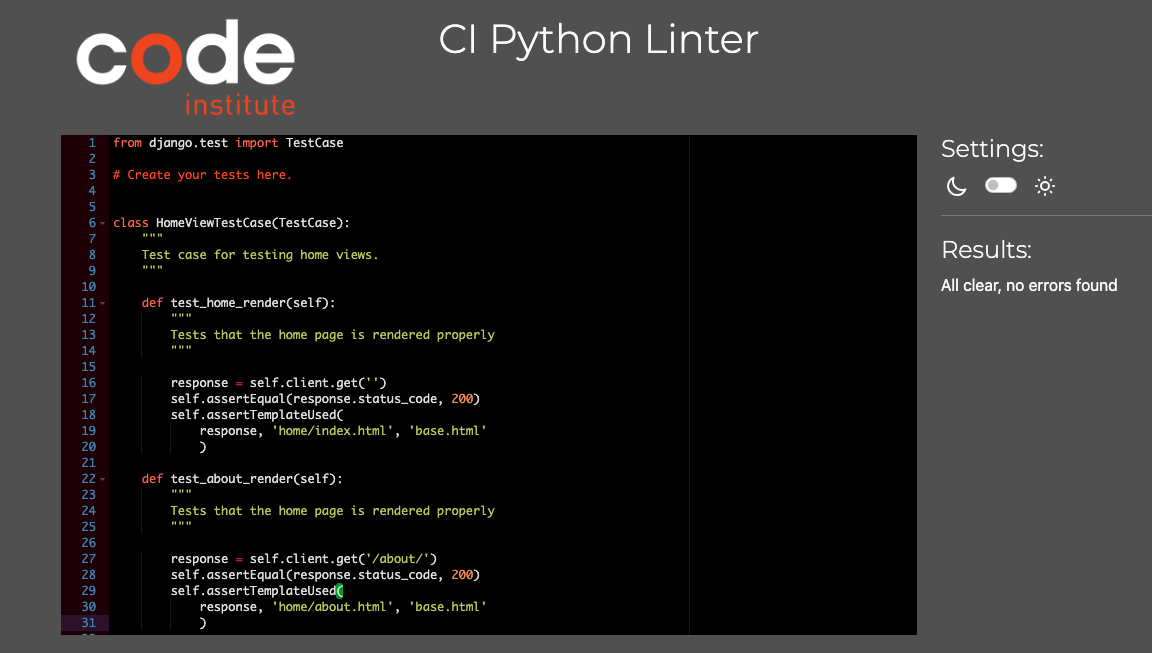 code
institute
CI Python Linter
1 from django.test import TestCase
2
3 # Create your tests here.
4
5
6 class HomeViewTestCase(TestCase):
7     """
8     Test case for testing home views.
9     """
10
11     def test_home_render(self):
12         """
13         Tests that the home page is rendered properly
14         """
15
16         response = self.client.get('')
17         self.assertEqual(response.status_code, 200)
18         self.assertTemplateUsed(
19             response, 'home/index.html', 'base.html'
20             )
21
22     def test_about_render(self):
23         """
24         Tests that the home page is rendered properly
25         """
26
27         response = self.client.get('/about/')
28         self.assertEqual(response.status_code, 200)
29         self.assertTemplateUsed(
30             response, 'home/about.html', 'base.html'
31             )
Settings:
Results:
All clear, no errors found